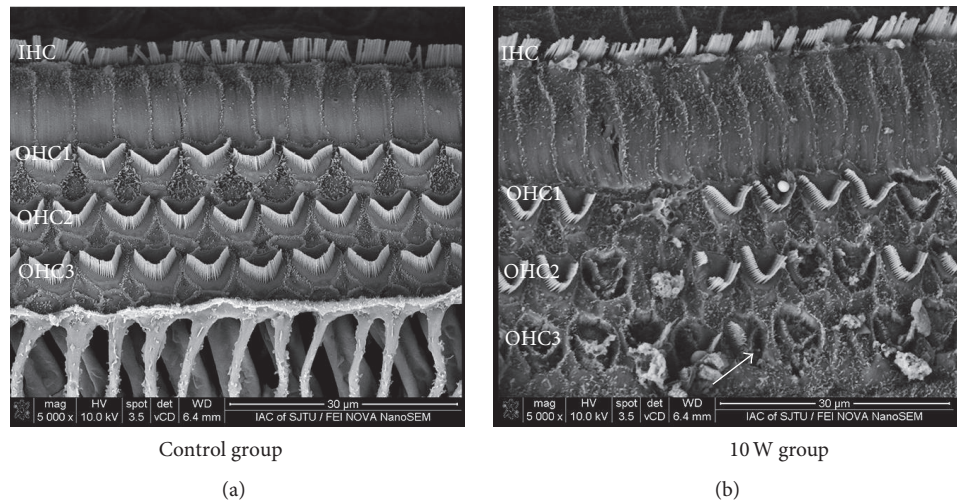 IHC
OHC1
OHC2
OHC3
mag HV spot det WD 30 µm
5 000 x 10.0 kV 3.5 vCD 6.4 mm IAC of SJTU / FEI NOVA NanoSEM
Control group
(a)
IHC
OHC1
OHC2
OHC3
mag HV spot det WD 30 µm
5 000 x 10.0 kV 3.5 vCD 6.4 mm IAC of SJTU / FEI NOVA NanoSEM
10 W group
(b)